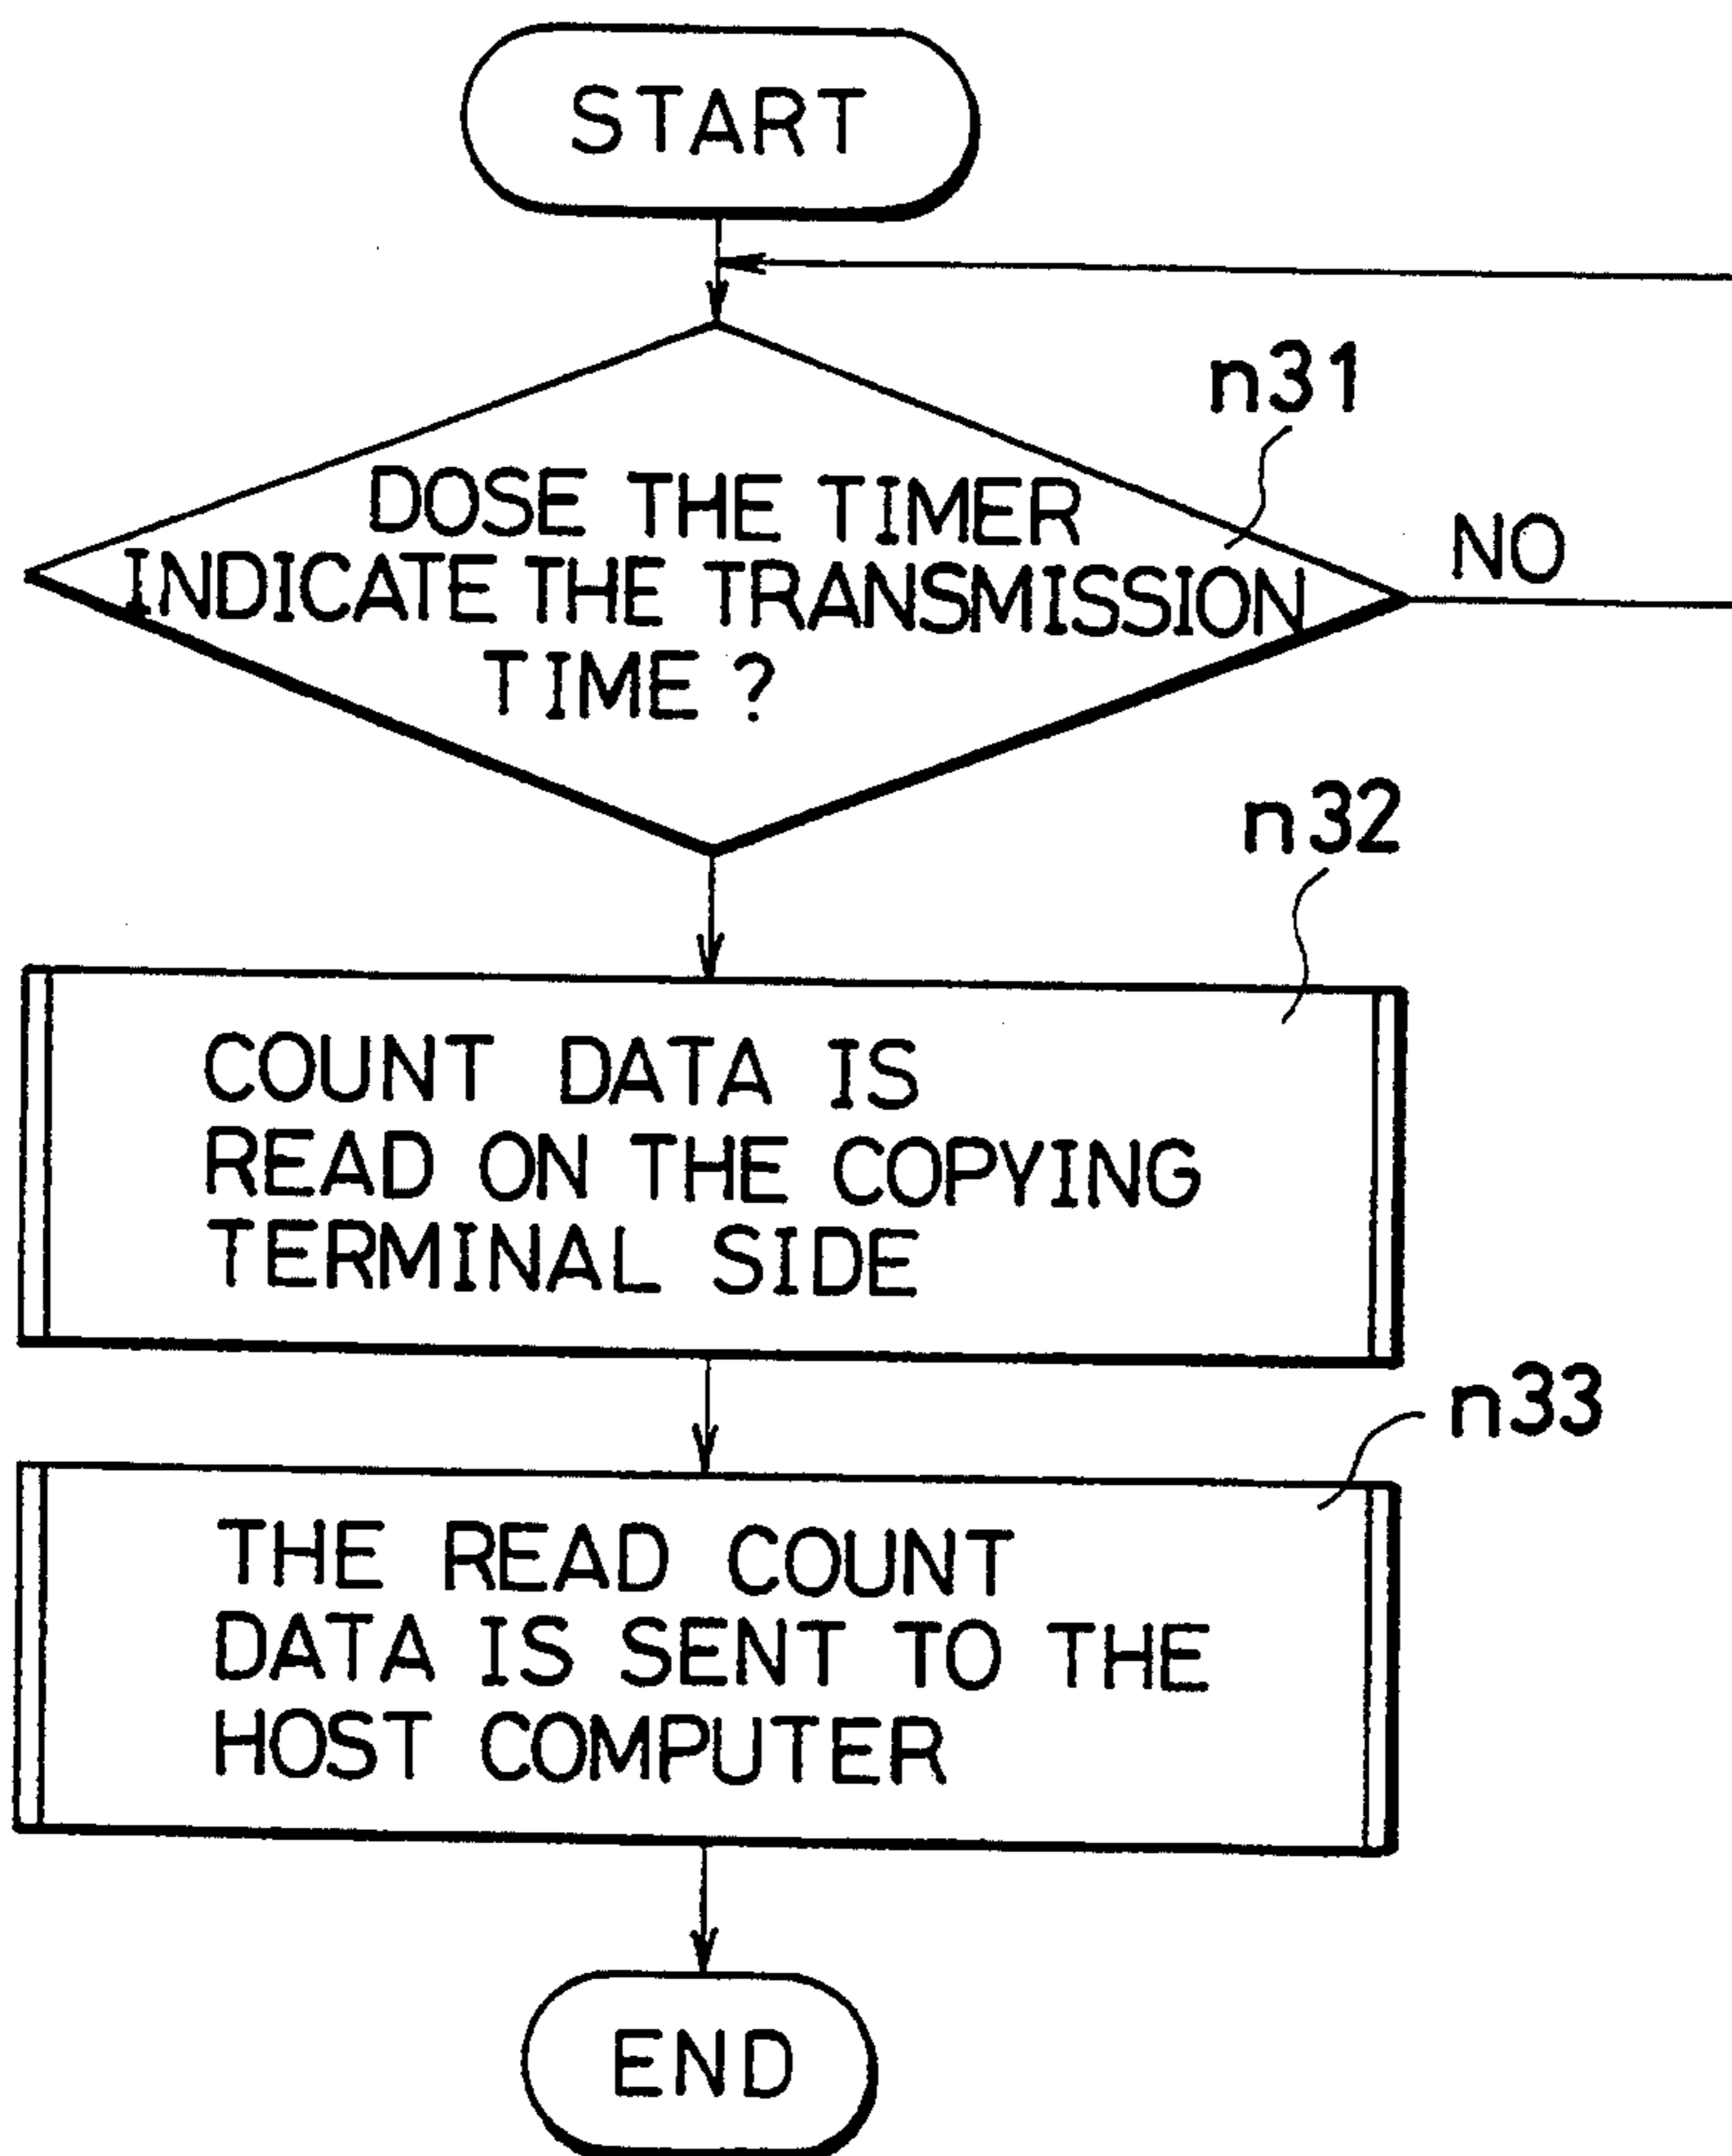 START
n31
DOSE THE TIMER
INDICATE THE TRANSMISSION
TIME ?
NO
n32
COUNT DATA IS
READ ON THE COPYING
TERMINAL SIDE
n33
THE READ COUNT
DATA IS SENT TO THE
HOST COMPUTER
END